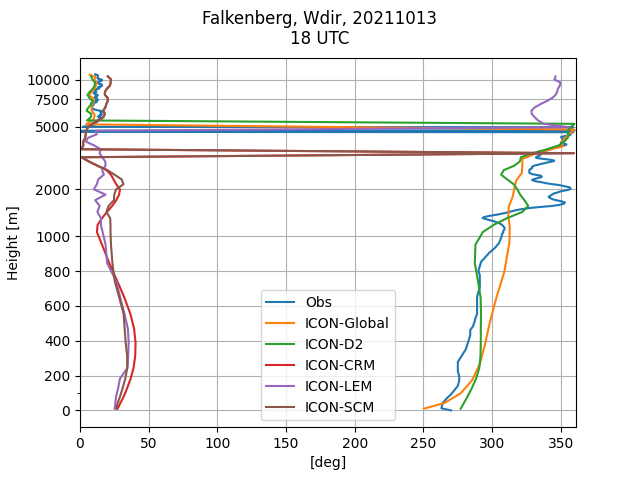 Falkenberg, Wdir, 20211013
18 UTC
10000
7500
5000
2000
1000
800
600
400
200
0
Height [m]
Obs
ICON-Global
ICON-D2
ICON-CRM
ICON-LEM
ICON-SCM
0 50 100 150 200 250 300 350
[deg]